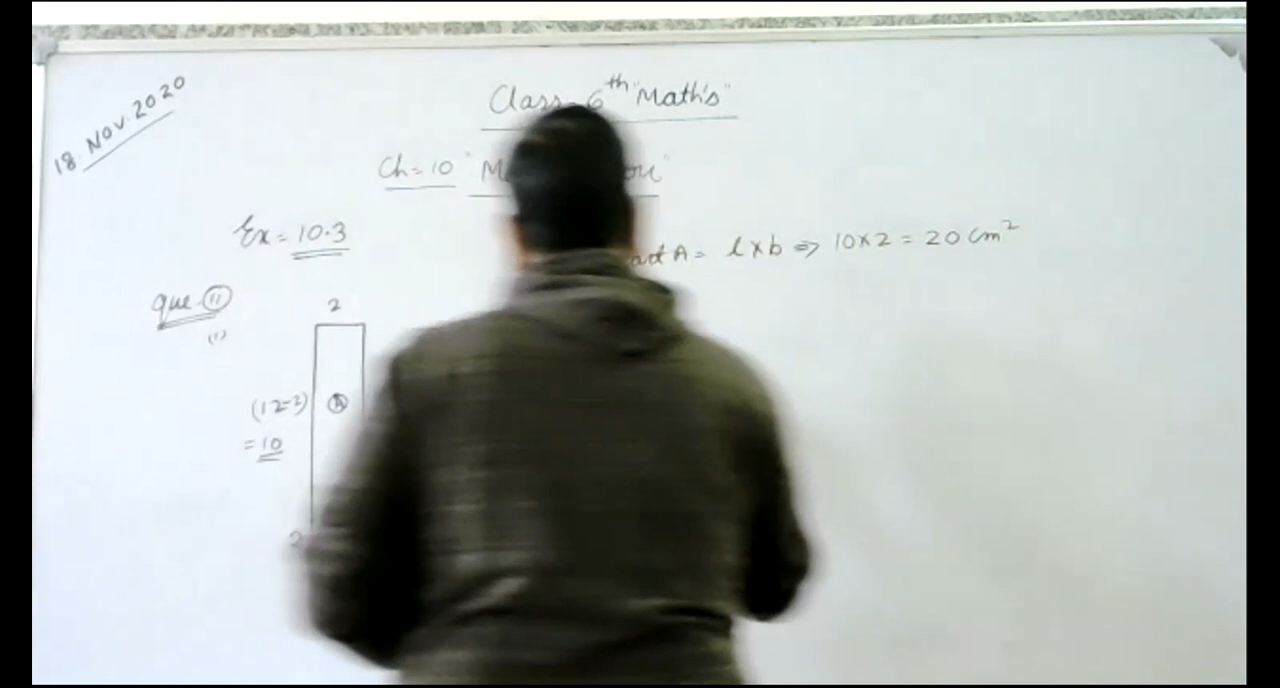 18 Nov. 2020
Class - 6th "Math's"
Ch = 10 "
Ex = 10.3
A = l x b => 10 x 2 = 20 cm²
que. 11
(i)
2
(12-2)
= 10
A
2